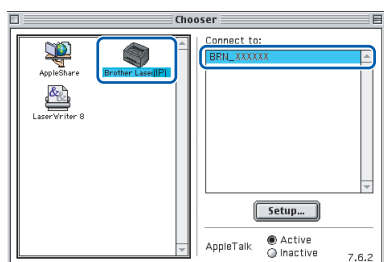 Chooser
AppleShare
Brother Laser(IP)
LaserWriter 8
Connect to:
BRN_XXXXXX
Setup...
AppleTalk
Active
Inactive
7.6.2